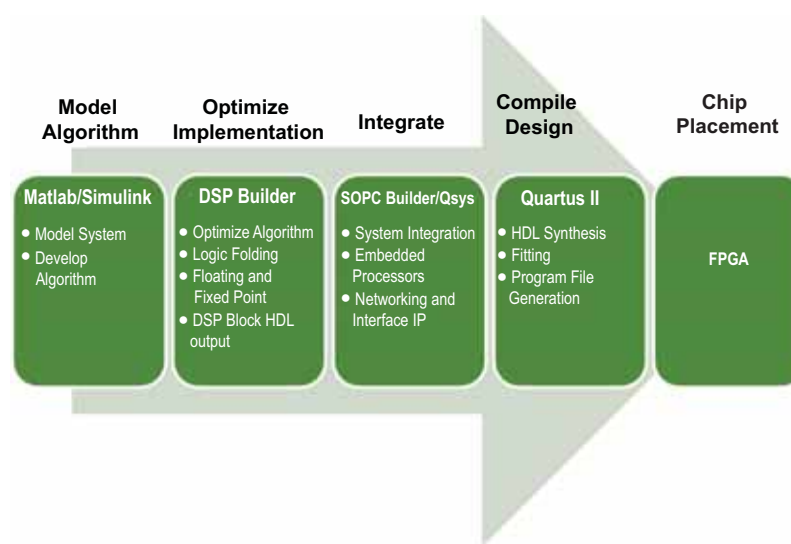 Model
Algorithm
Optimize
Implementation
Integrate
Compile
Design
Chip
Placement
Matlab/Simulink
• Model System
• Develop
Algorithm
DSP Builder
• Optimize Algorithm
• Logic Folding
• Floating and
Fixed Point
• DSP Block HDL
output
SOPC Builder/Qsys
• System Integration
• Embedded
Processors
• Networking and
Interface IP
Quartus II
• HDL Synthesis
• Fitting
• Program File
Generation
FPGA